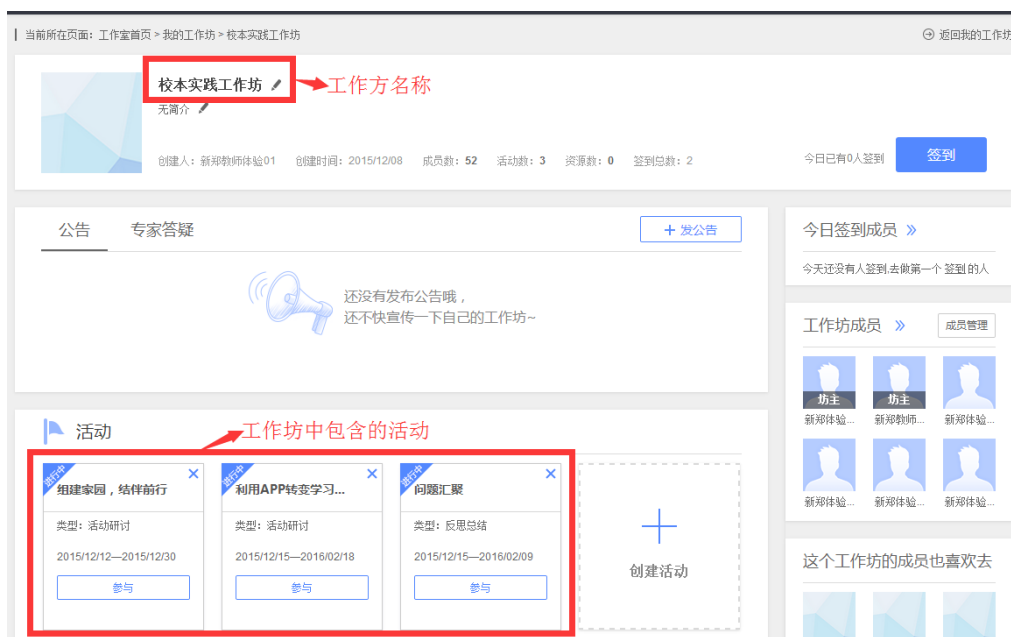 当前所在页面：工作室首页 > 我的工作坊 > 校本实践工作坊
返回我的工作坊
校本实践工作坊
工作方名称
无简介
创建人：新郑教师体验01 创建时间：2015/12/08 成员数：52 活动数：3 资源数：0 签到总数：2
今日已有0人签到
签到
公告 专家答疑
+ 发公告
还没有发布公告哦，
还不快宣传一下自己的工作坊~
今日签到成员 »
今天还没有人签到,去做第一个 签到 的人
工作坊成员 »
成员管理
坊主 坊主
新郑体验... 新郑教师... 新郑体验...
新郑体验... 新郑体验... 新郑体验...
活动
工作坊中包含的活动
进行中
组建家园，结伴前行
类型：活动研讨
2015/12/12—2015/12/30
参与
进行中
利用APP转变学习...
类型：活动研讨
2015/12/15—2016/02/18
参与
进行中
问题汇聚
类型：反思总结
2015/12/15—2016/02/09
参与
创建活动
这个工作坊的成员也喜欢去